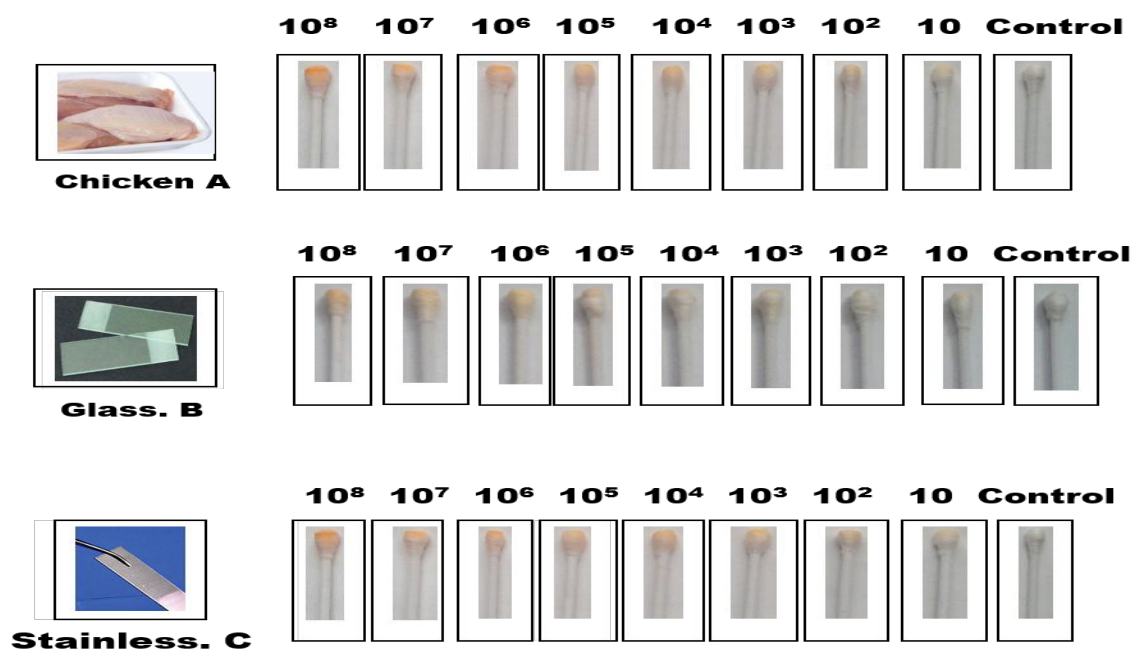 10⁸ 10⁷ 10⁶ 10⁵ 10⁴ 10³ 10² 10 Control
Chicken A
10⁸ 10⁷ 10⁶ 10⁵ 10⁴ 10³ 10² 10 Control
Glass. B
10⁸ 10⁷ 10⁶ 10⁵ 10⁴ 10³ 10² 10 Control
Stainless. C